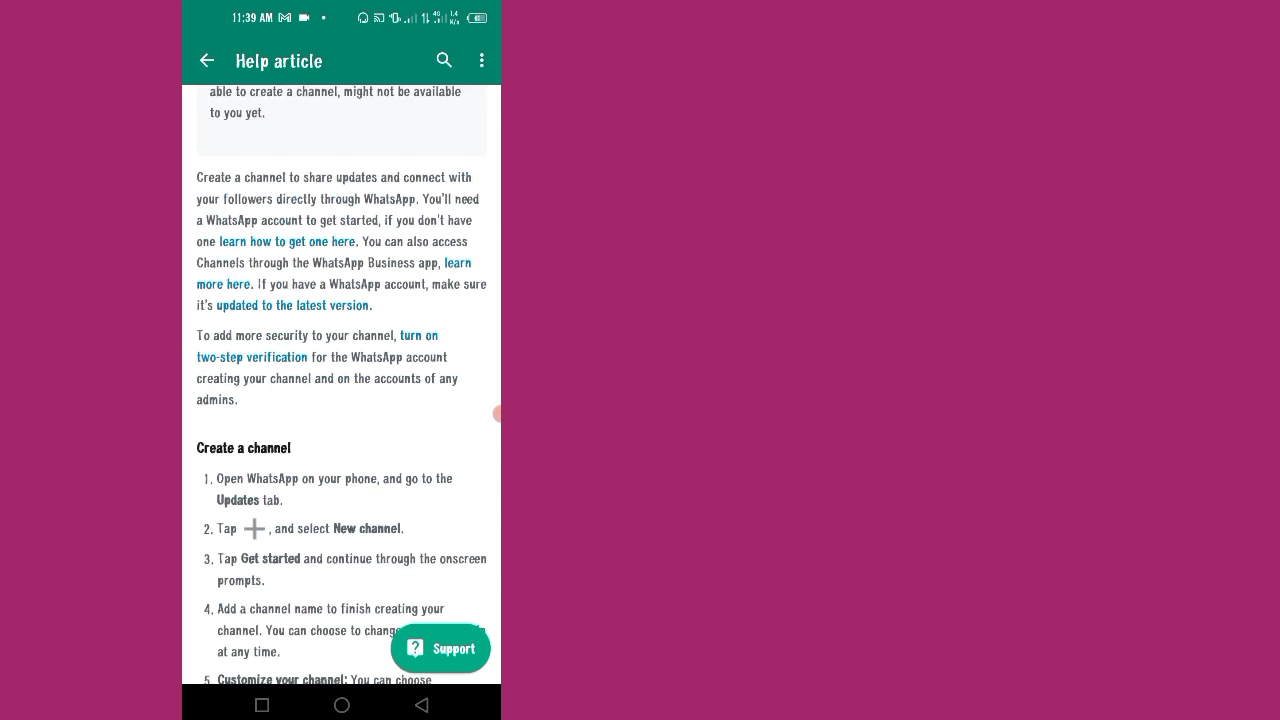 11:39 AM
4G 1.4
K/s
Help article
able to create a channel, might not be available
to you yet.
Create a channel to share updates and connect with
your followers directly through WhatsApp. You'll need
a WhatsApp account to get started, if you don't have
one learn how to get one here. You can also access
Channels through the WhatsApp Business app, learn
more here. If you have a WhatsApp account, make sure
it's updated to the latest version.
To add more security to your channel, turn on
two-step verification for the WhatsApp account
creating your channel and on the accounts of any
admins.
Create a channel
1. Open WhatsApp on your phone, and go to the
Updates tab.
2. Tap , and select New channel.
3. Tap Get started and continue through the onscreen
prompts.
4. Add a channel name to finish creating your
channel. You can choose to change
at any time.
Support
5. Customize your channel: You can choose